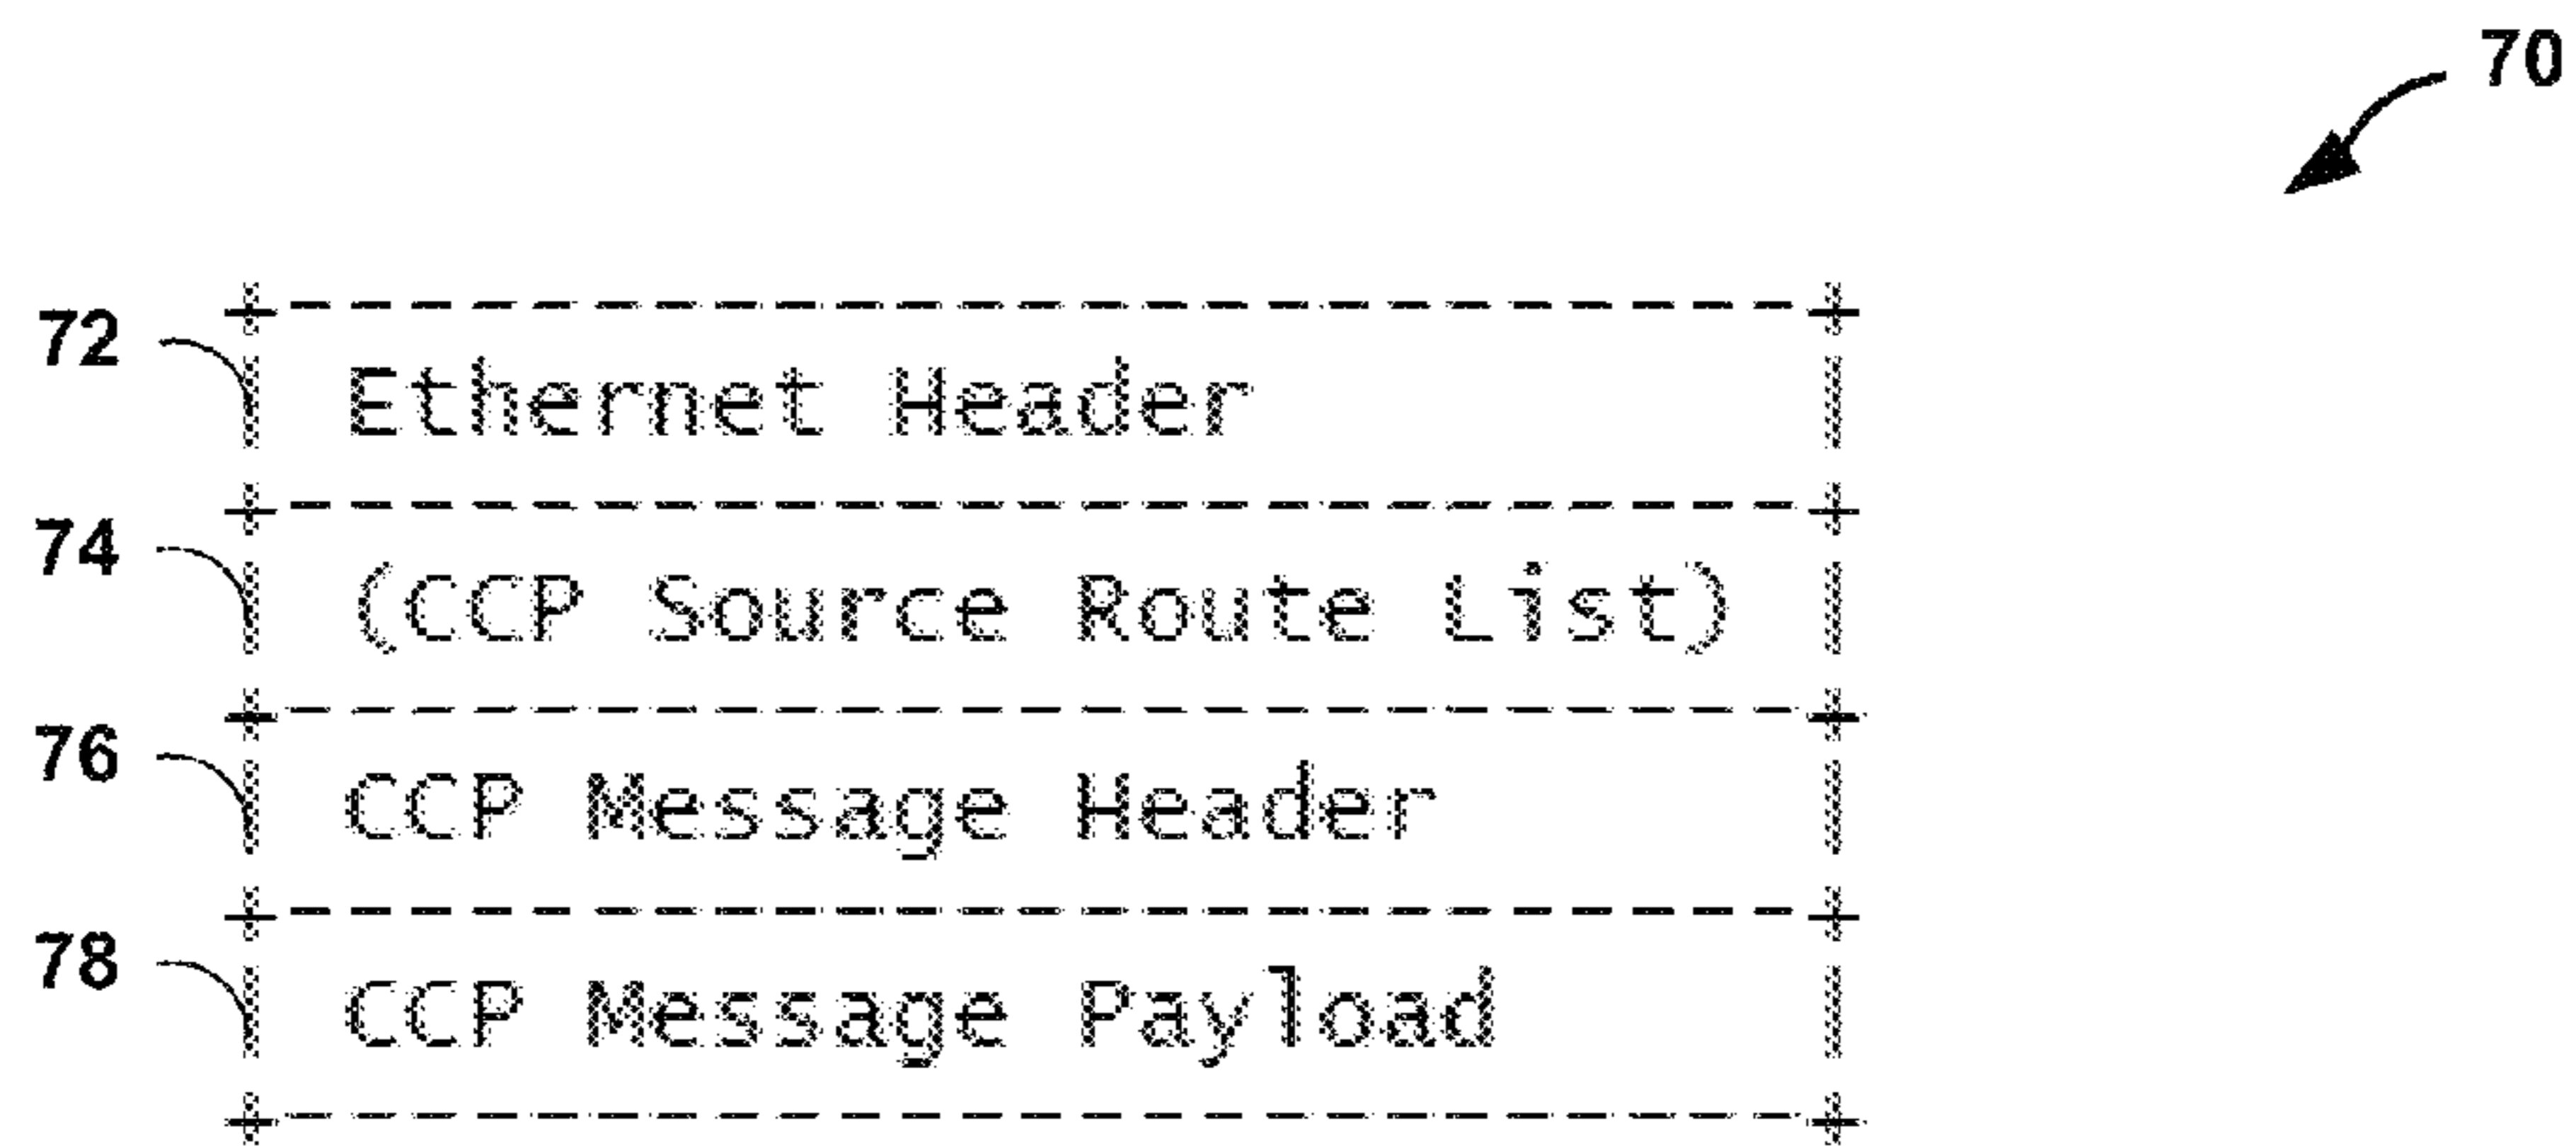 70
72 Ethernet Header
74 (CCP Source Route List)
76 CCP Message Header
78 CCP Message Payload